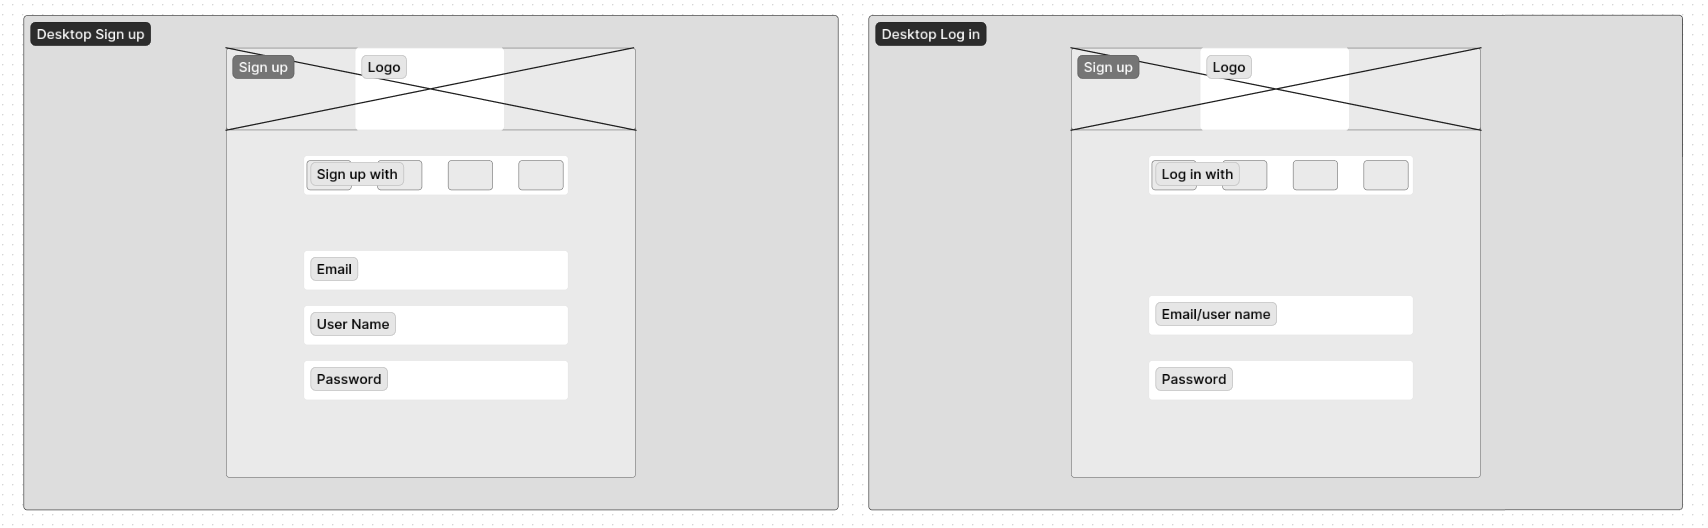 Desktop Sign up
Sign up
Logo
Sign up with
Email
User Name
Password
Desktop Log in
Sign up
Logo
Log in with
Email/user name
Password